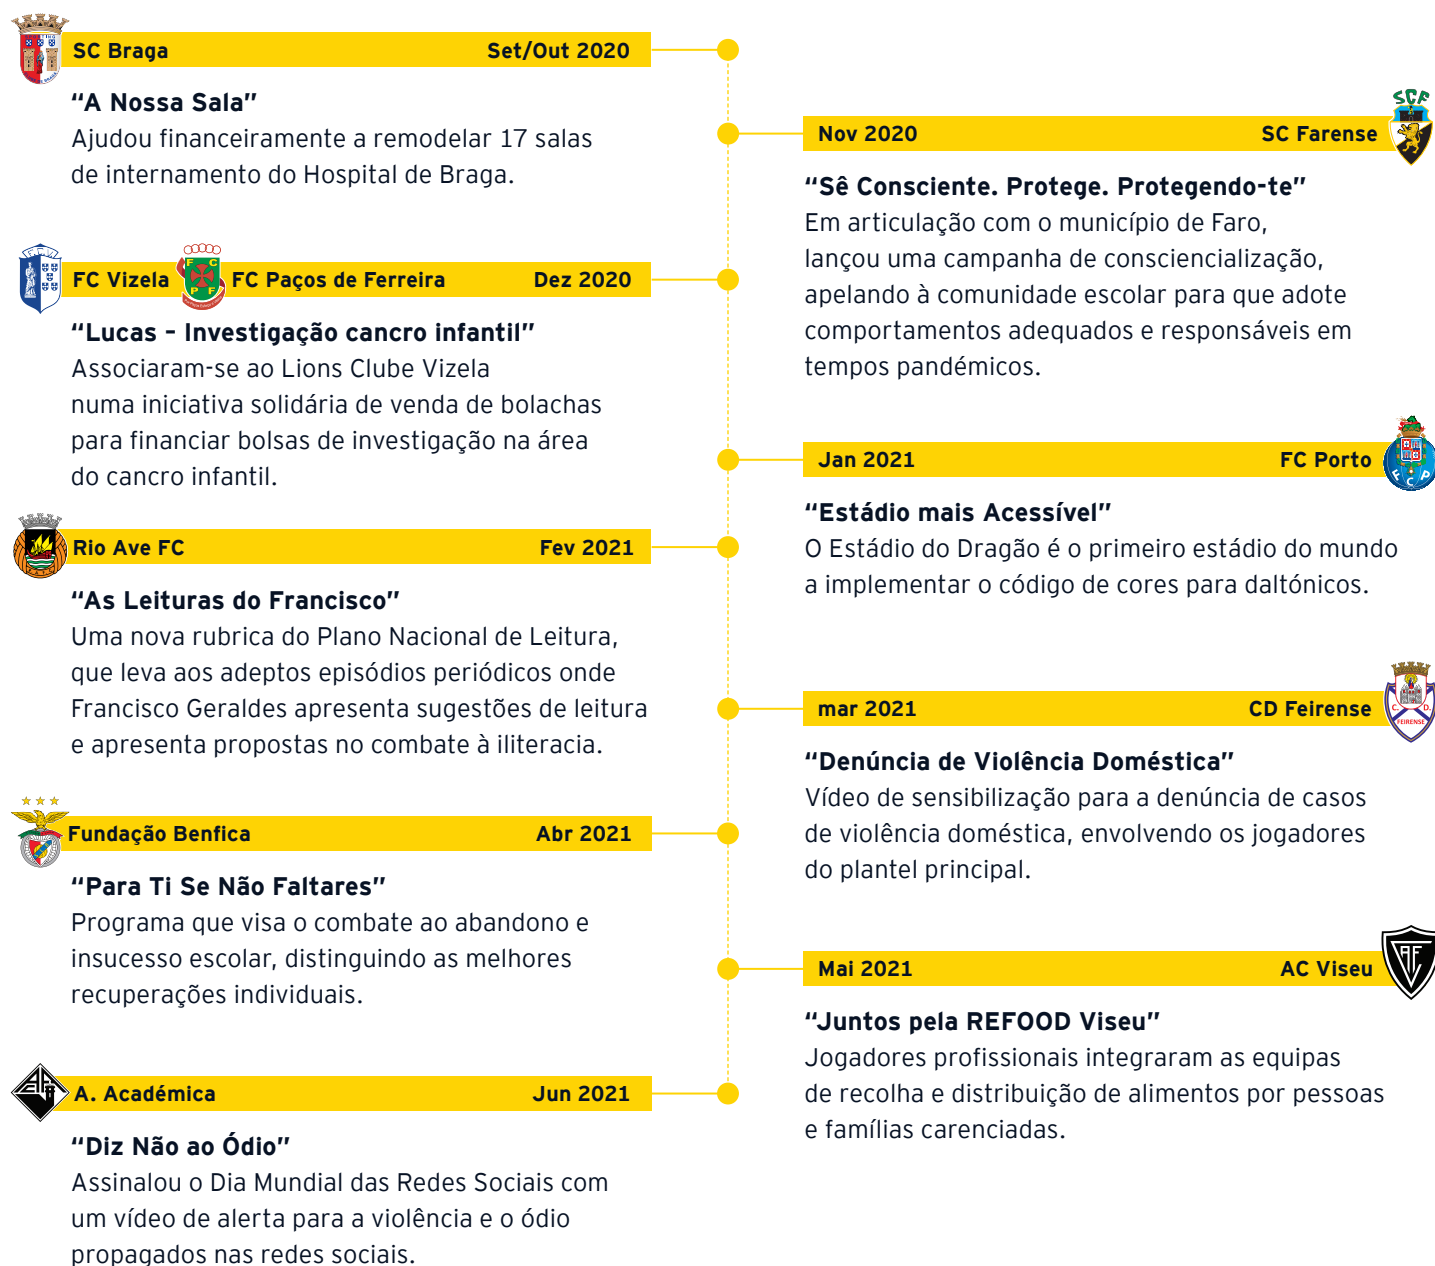 SC Braga Set/Out 2020
“A Nossa Sala”
Ajudou financeiramente a remodelar 17 salas
de internamento do Hospital de Braga.
Nov 2020 SC Farense
SCF
“Sê Consciente. Protege. Protegendo-te”
Em articulação com o município de Faro,
lançou uma campanha de consciencialização,
apelando à comunidade escolar para que adote
comportamentos adequados e responsáveis em
tempos pandémicos.
FC Vizela FC Paços de Ferreira Dez 2020
“Lucas – Investigação cancro infantil”
Associaram-se ao Lions Clube Vizela
numa iniciativa solidária de venda de bolachas
para financiar bolsas de investigação na área
do cancro infantil.
Jan 2021 FC Porto
FCP
“Estádio mais Acessível”
O Estádio do Dragão é o primeiro estádio do mundo
a implementar o código de cores para daltónicos.
Rio Ave FC Fev 2021
“As Leituras do Francisco”
Uma nova rubrica do Plano Nacional de Leitura,
que leva aos adeptos episódios periódicos onde
Francisco Geraldes apresenta sugestões de leitura
e apresenta propostas no combate à iliteracia.
mar 2021 CD Feirense
C. D.
FEIRENSE
“Denúncia de Violência Doméstica”
Vídeo de sensibilização para a denúncia de casos
de violência doméstica, envolvendo os jogadores
do plantel principal.
Fundação Benfica Abr 2021
“Para Ti Se Não Faltares”
Programa que visa o combate ao abandono e
insucesso escolar, distinguindo as melhores
recuperações individuais.
Mai 2021 AC Viseu
“Juntos pela REFOOD Viseu”
Jogadores profissionais integraram as equipas
de recolha e distribuição de alimentos por pessoas
e famílias carenciadas.
A. Académica Jun 2021
“Diz Não ao Ódio”
Assinalou o Dia Mundial das Redes Sociais com
um vídeo de alerta para a violência e o ódio
propagados nas redes sociais.